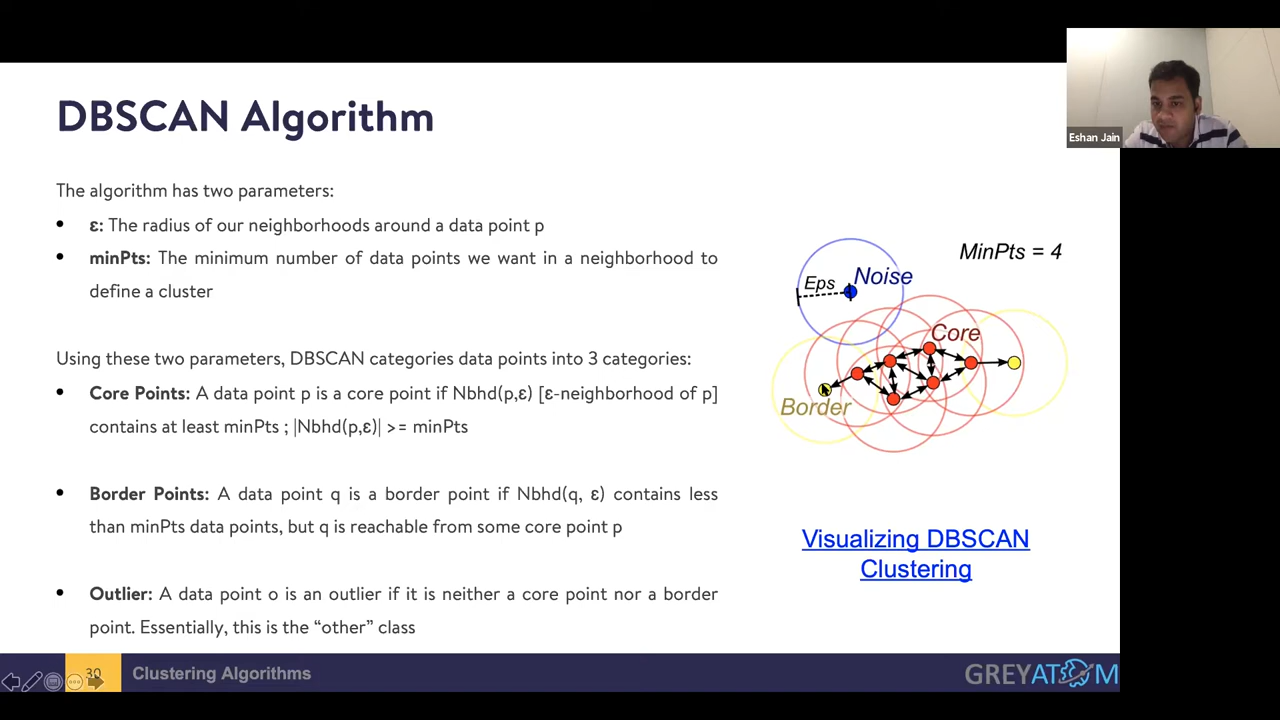 Eshan Jain
DBSCAN Algorithm
The algorithm has two parameters:
• ε: The radius of our neighborhoods around a data point p
• minPts: The minimum number of data points we want in a neighborhood to
define a cluster
Using these two parameters, DBSCAN categories data points into 3 categories:
• Core Points: A data point p is a core point if Nbhd(p,ε) [ε-neighborhood of p]
contains at least minPts ; |Nbhd(p,ε)| >= minPts
• Border Points: A data point q is a border point if Nbhd(q, ε) contains less
than minPts data points, but q is reachable from some core point p
• Outlier: A data point o is an outlier if it is neither a core point nor a border
point. Essentially, this is the “other” class
MinPts = 4
Eps
Noise
Core
Border
Visualizing DBSCAN
Clustering
30
Clustering Algorithms
GREYATOM